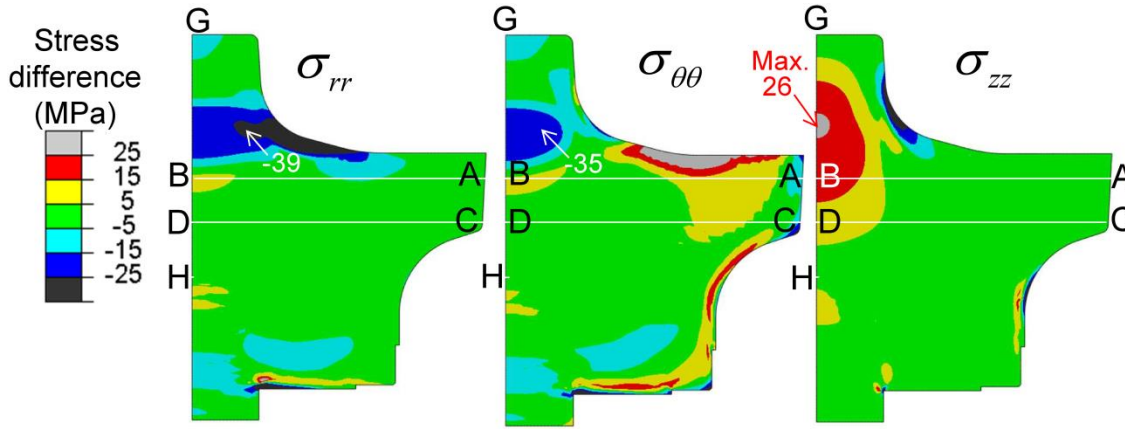 Stress
difference
(MPa)
25
15
5
-5
-15
-25
G
σrr
-39
B
A
D
C
H
G
σθθ
-35
B
A
D
C
H
G
σzz
Max.
26
B
A
D
C
H